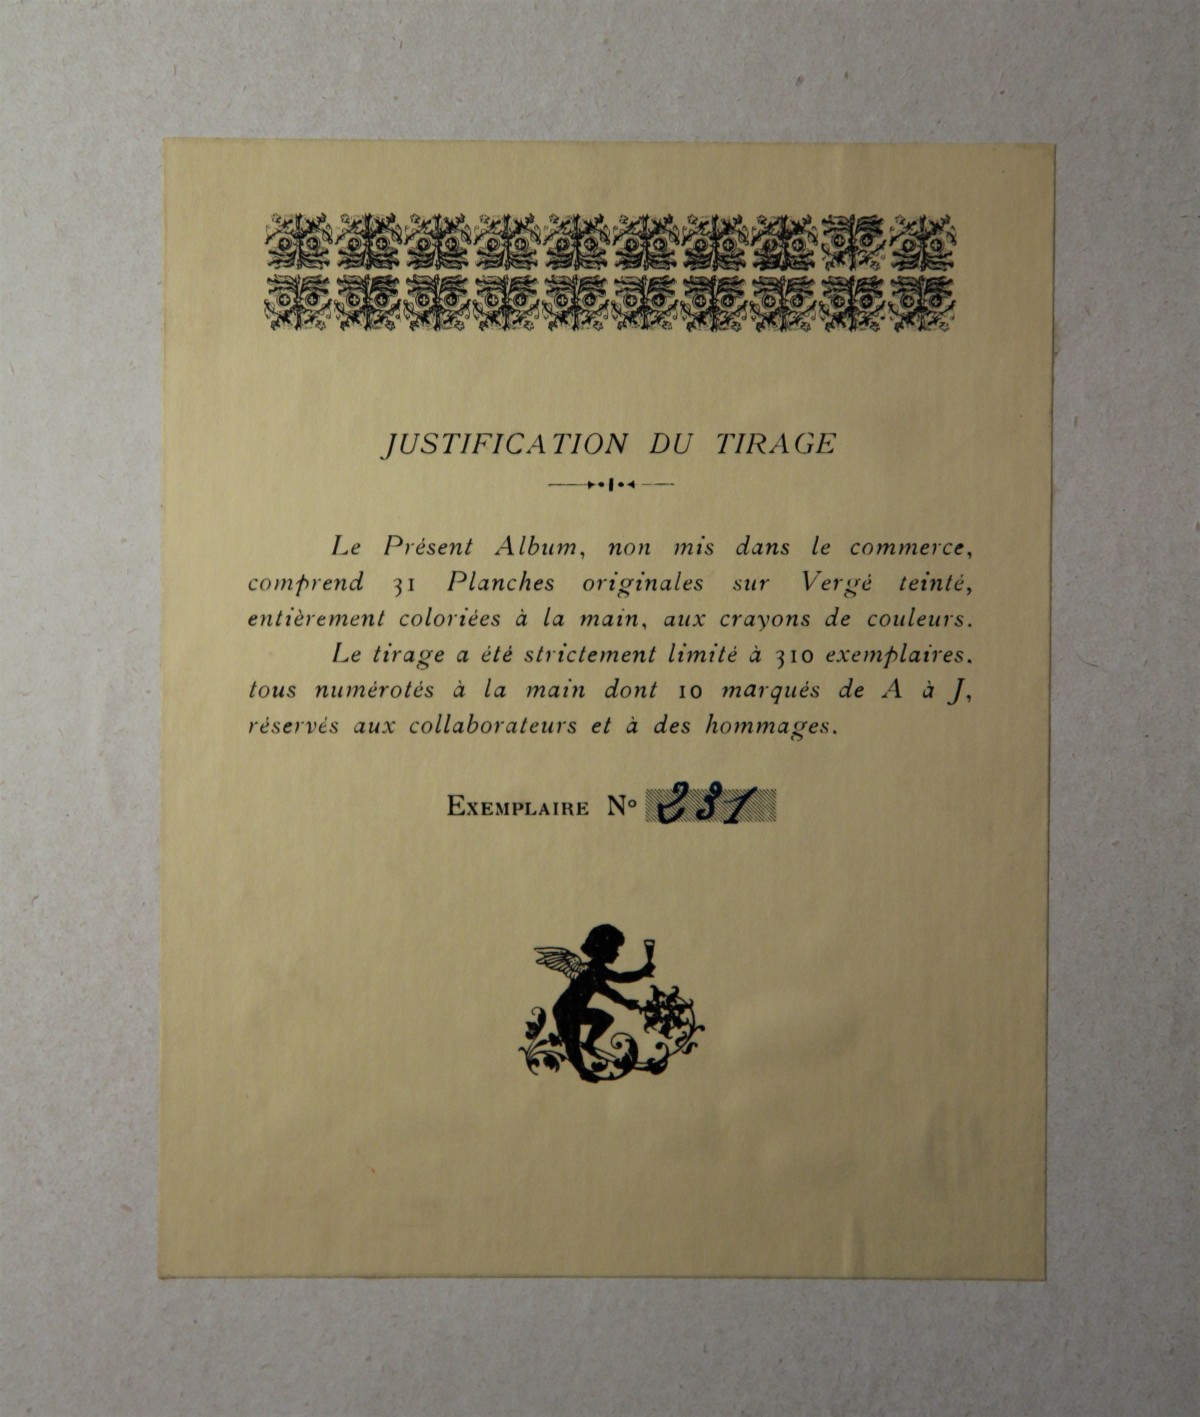 JUSTIFICATION DU TIRAGE
Le Présent Album, non mis dans le commerce,
comprend 31 Planches originales sur Vergé teinté,
entièrement coloriées à la main, aux crayons de couleurs.
Le tirage a été strictement limité à 310 exemplaires.
tous numérotés à la main dont 10 marqués de A à J,
réservés aux collaborateurs et à des hommages.
EXEMPLAIRE Nº 231